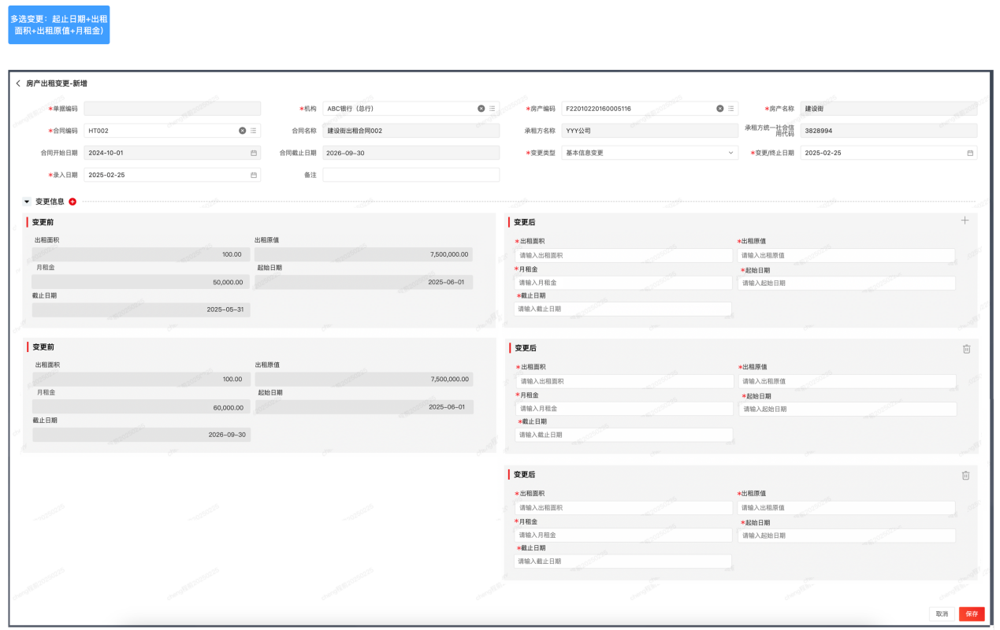 多选变更：起止日期+出租
面积+出租原值+月租金)
房产出租变更-新增
*单据编码
*机构 ABC银行（总行）
*房产编码 F22010220160005116
*房产名称 建设街
*合同编码 HT002
合同名称 建设街出租合同002
承租方名称 YYY公司
承租方统一社会信
用代码 3828994
合同开始日期 2024-10-01
合同截止日期 2026-09-30
*变更类型 基本信息变更
*变更/终止日期 2025-02-25
*录入日期 2025-02-25
备注
变更信息
变更前
出租面积 出租原值
100.00 7,500,000.00
月租金 起始日期
50,000.00 2025-06-01
截止日期
2025-05-31
变更后
*出租面积 *出租原值
请输入出租面积 请输入出租原值
*月租金 *起始日期
请输入月租金 请输入起始日期
*截止日期
请输入截止日期
变更前
出租面积 出租原值
100.00 7,500,000.00
月租金 起始日期
60,000.00 2025-06-01
截止日期
2026-09-30
变更后
*出租面积 *出租原值
请输入出租面积 请输入出租原值
*月租金 *起始日期
请输入月租金 请输入起始日期
*截止日期
请输入截止日期
变更后
*出租面积 *出租原值
请输入出租面积 请输入出租原值
*月租金 *起始日期
请输入月租金 请输入起始日期
*截止日期
请输入截止日期
取消 保存